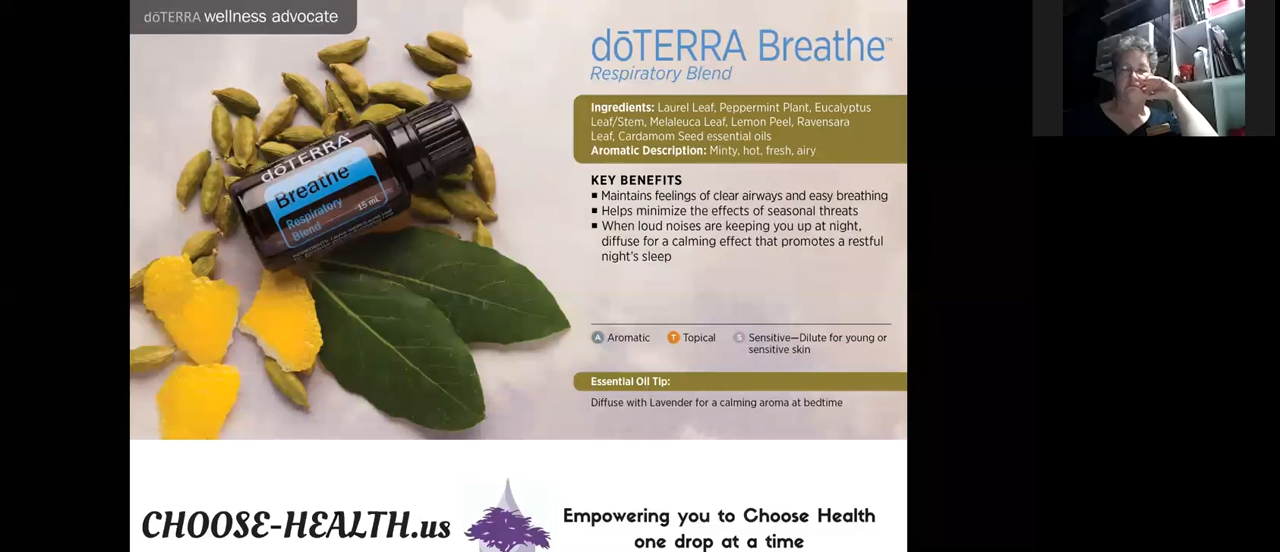 dōTERRA wellness advocate
dōTERRA Breathe™
Respiratory Blend
Ingredients: Laurel Leaf, Peppermint Plant, Eucalyptus
Leaf/Stem, Melaleuca Leaf, Lemon Peel, Ravensara
Leaf, Cardamom Seed essential oils
Aromatic Description: Minty, hot, fresh, airy
KEY BENEFITS
▪ Maintains feelings of clear airways and easy breathing
▪ Helps minimize the effects of seasonal threats
▪ When loud noises are keeping you up at night,
diffuse for a calming effect that promotes a restful
night's sleep
A Aromatic T Topical S Sensitive—Dilute for young or
sensitive skin
Essential Oil Tip:
Diffuse with Lavender for a calming aroma at bedtime
dōTERRA
Breathe
Respiratory
Blend
15 mL
CHOOSE-HEALTH.us
Empowering you to Choose Health
one drop at a time